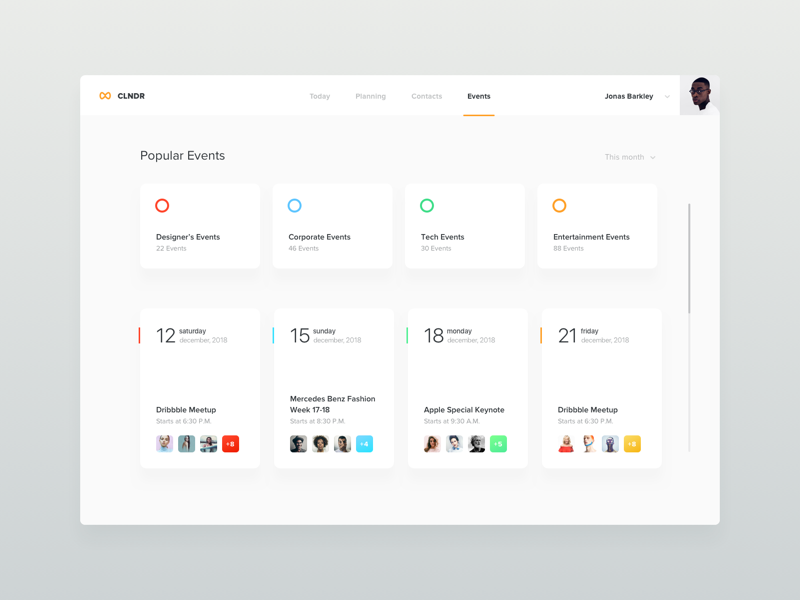 CLNDR
Today
Planning
Contacts
Events
Jonas Barkley
Popular Events
This month
Designer's Events
22 Events
Corporate Events
46 Events
Tech Events
30 Events
Entertainment Events
88 Events
12 saturday
december, 2018
Dribbble Meetup
Starts at 6:30 P.M.
+8
15 sunday
december, 2018
Mercedes Benz Fashion
Week 17-18
Starts at 8:30 P.M.
+4
18 monday
december, 2018
Apple Special Keynote
Starts at 9:30 A.M.
+5
21 friday
december, 2018
Dribbble Meetup
Starts at 6:30 P.M.
+8